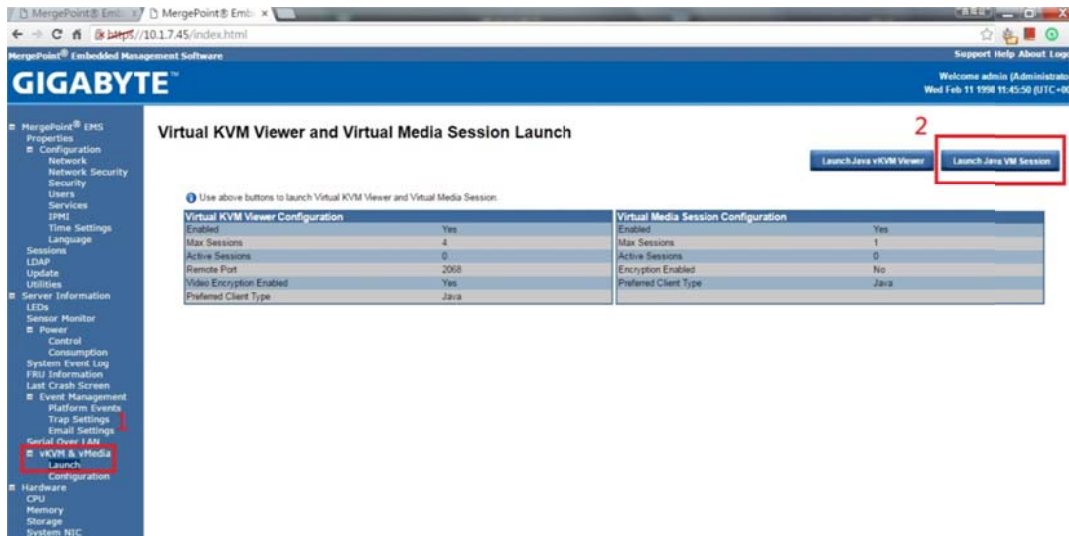 MergePoint® Emb
MergePoint® Emb
https://10.1.7.45/index.html
MergePoint® Embedded Management Software
Support Help About
GIGABYTE™
Welcome admin
Wed Feb 11 1998 11:45:50
MergePoint® EMS
Properties
Configuration
Network
Network Security
Security
Users
Services
IPMI
Time Settings
Language
Sessions
LDAP
Update
Utilities
Server Information
LEDs
Sensor Monitor
Power
Control
Consumption
System Event Log
FRU Information
Last Crash Screen
Event Management
Platform Events
Trap Settings
Email Settings
1
Serial Over LAN
vKVM & vMedia
Launch
Configuration
Hardware
CPU
Memory
Storage
System NIC
Virtual KVM Viewer and Virtual Media Session Launch
2
Launch Java vKVM Viewer
Launch Java VM Session
Use above buttons to launch Virtual KVM Viewer and Virtual Media Session.
Virtual KVM Viewer Configuration
Enabled Yes
Max Sessions 4
Active Sessions 0
Remote Port 2068
Video Encryption Enabled Yes
Preferred Client Type Java
Virtual Media Session Configuration
Enabled Yes
Max Sessions 1
Active Sessions 0
Encryption Enabled No
Preferred Client Type Java